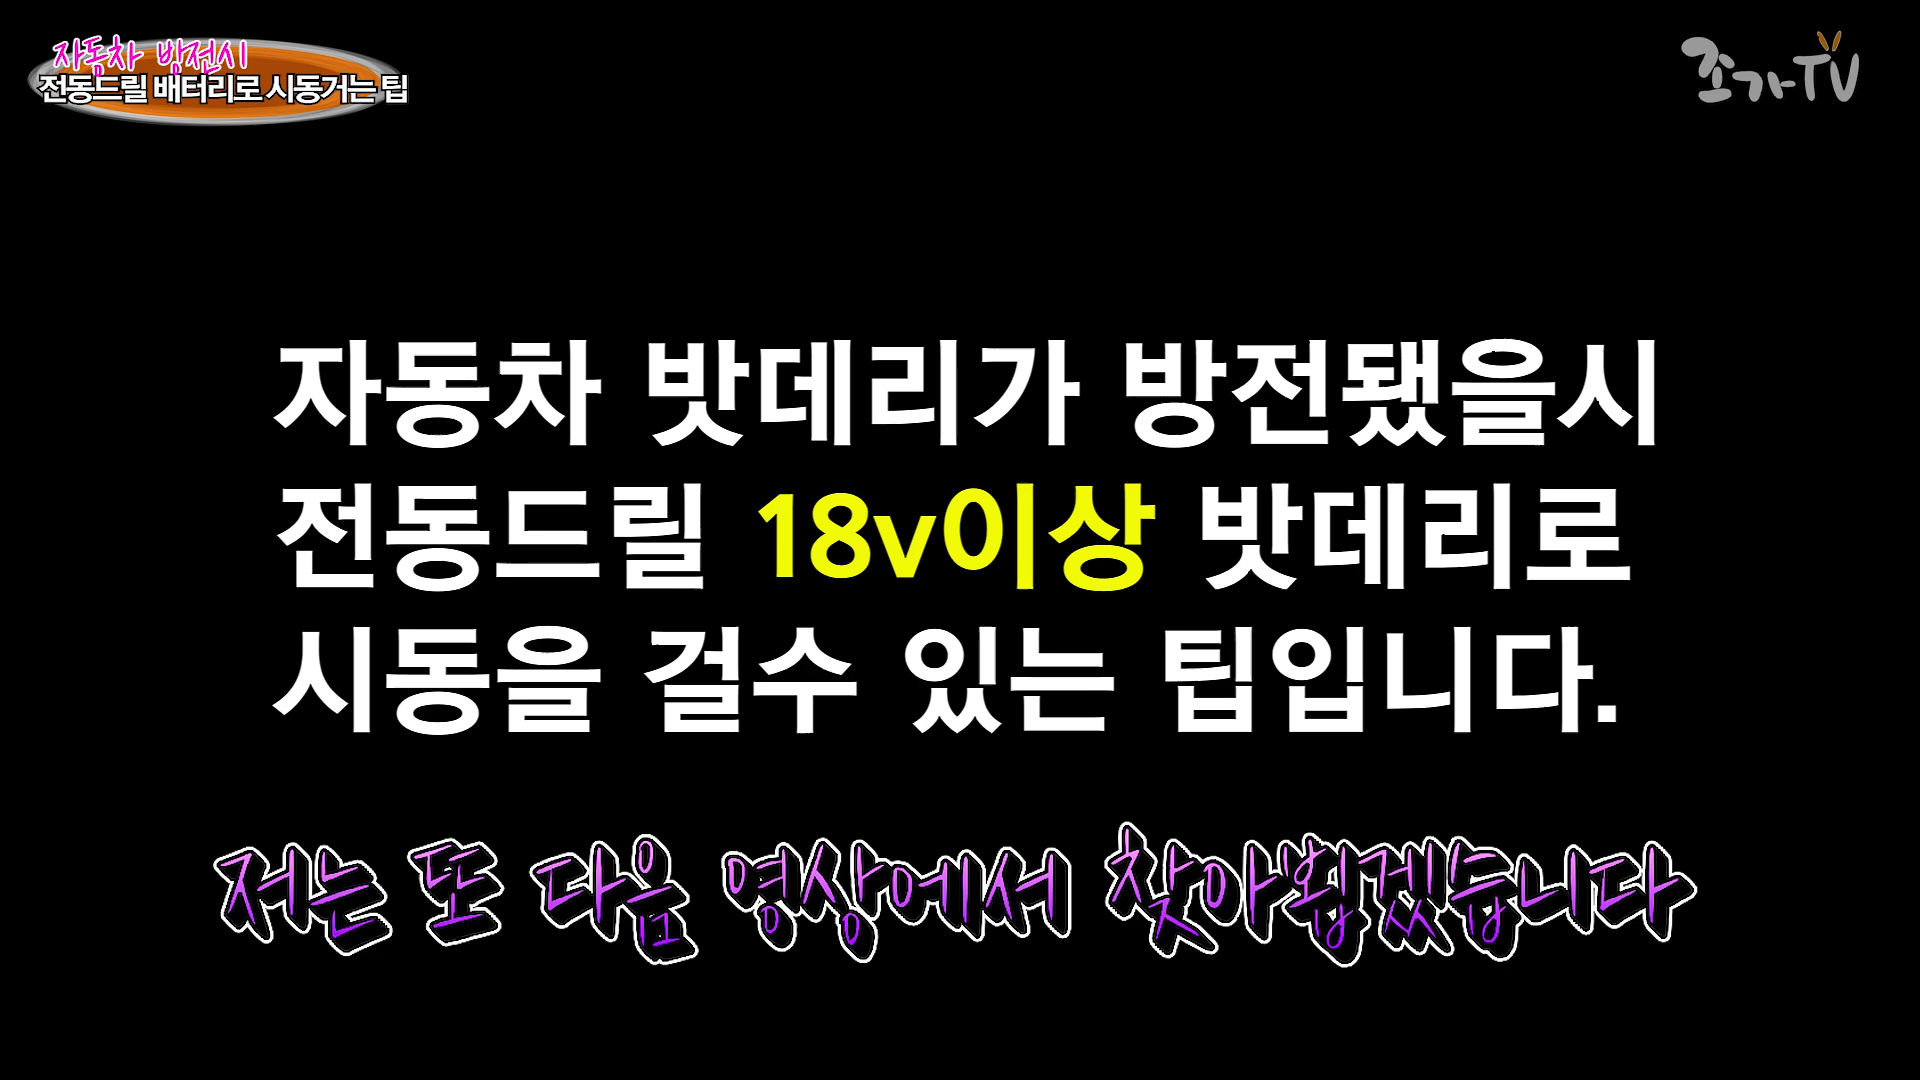 자동차 방전시
전동드릴 배터리로 시동거는 팁
조가TV
자동차 밧데리가 방전됐을시
전동드릴 18v이상 밧데리로
시동을 걸수 있는 팁입니다.
저는 또 다음 영상에서 찾아뵙겠습니다